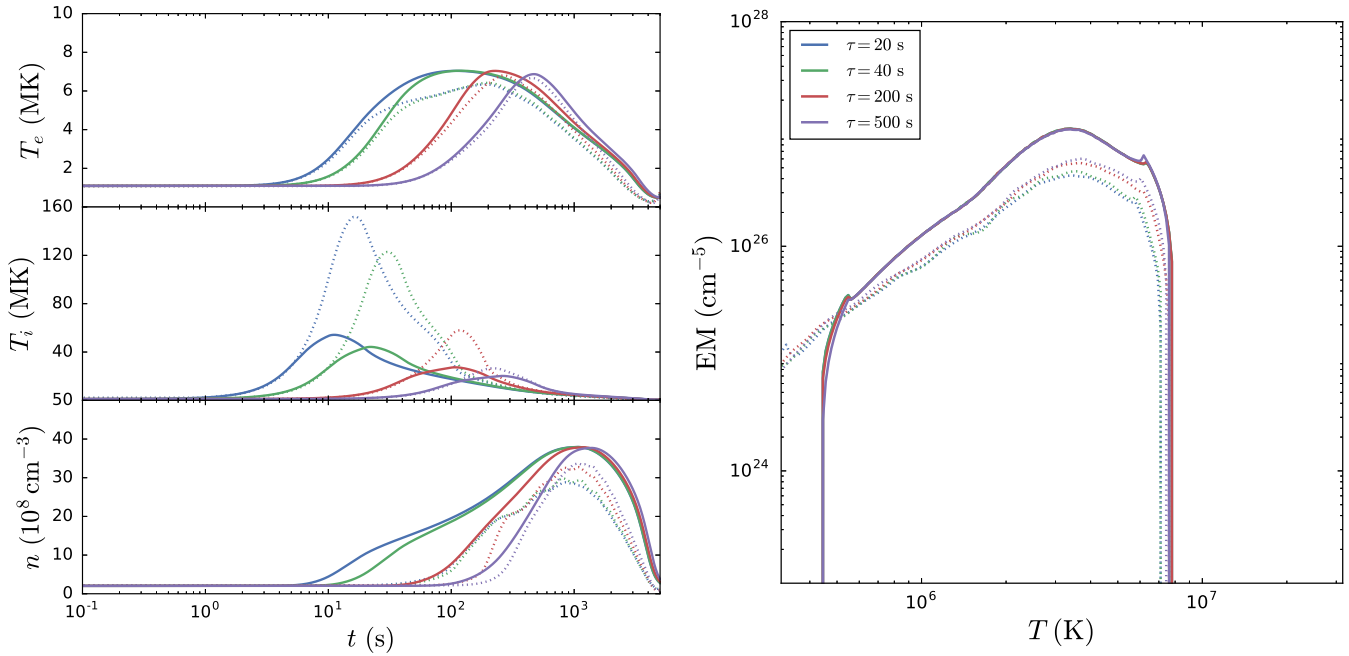 10
8
6
4
2
T_e (MK)
160
120
80
40
T_i (MK)
50
40
30
20
10
0
n (10^8 cm^−3)
10^-1 10^0 10^1 10^2 10^3
t (s)
10^28
10^26
10^24
EM (cm^−5)
τ = 20 s
τ = 40 s
τ = 200 s
τ = 500 s
10^6 10^7
T (K)